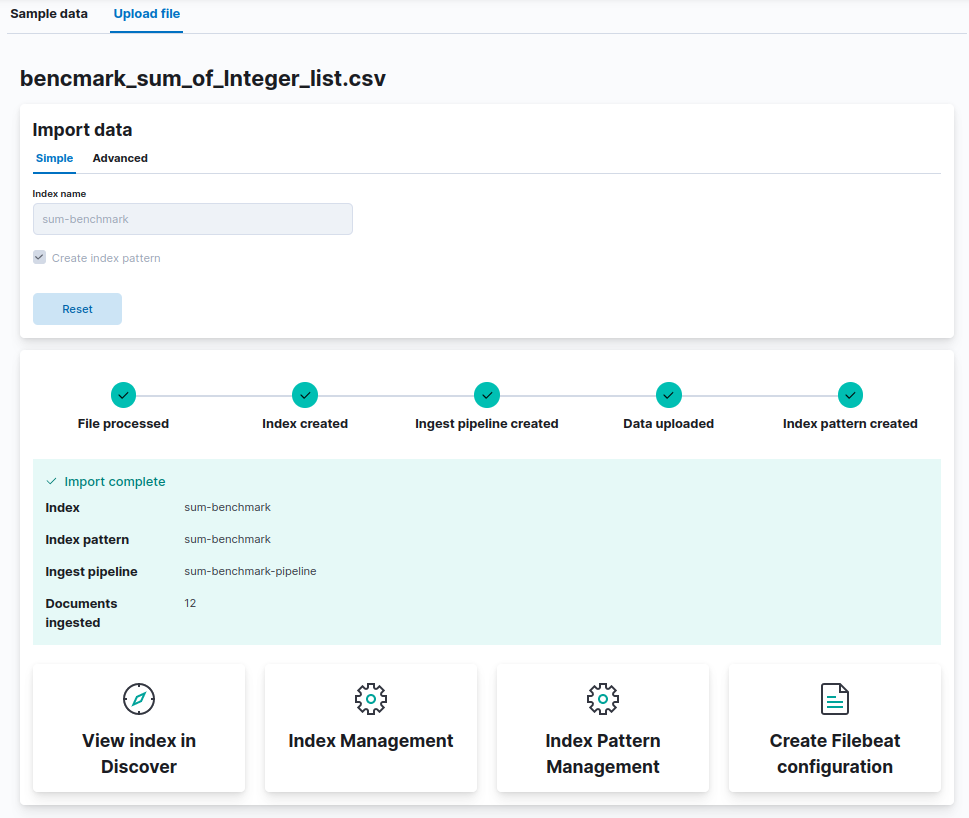 Sample data Upload file
bencmark_sum_of_Integer_list.csv
Import data
Simple Advanced
Index name
sum-benchmark
Create index pattern
Reset
File processed Index created Ingest pipeline created Data uploaded Index pattern created
Import complete
Index sum-benchmark
Index pattern sum-benchmark
Ingest pipeline sum-benchmark-pipeline
Documents 12
ingested
View index in
Discover
Index Management
Index Pattern
Management
Create Filebeat
configuration